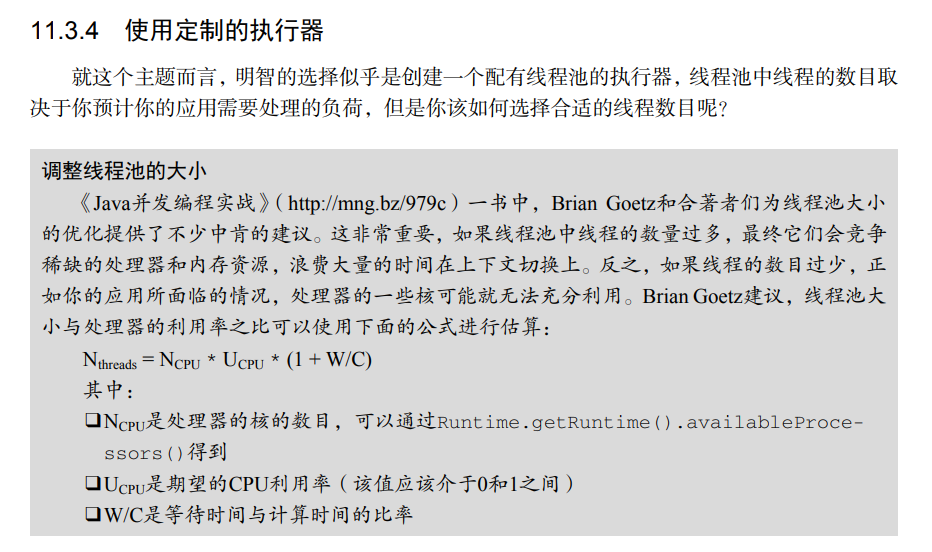 11.3.4 使用定制的执行器
就这个主题而言，明智的选择似乎是创建一个配有线程池的执行器，线程池中线程的数目取
决于你预计你的应用需要处理的负荷，但是你该如何选择合适的线程数目呢？
调整线程池的大小
《Java并发编程实战》（http://mng.bz/979c）一书中，Brian Goetz和合著者们为线程池大小
的优化提供了不少中肯的建议。这非常重要，如果线程池中线程的数量过多，最终它们会竞争
稀缺的处理器和内存资源，浪费大量的时间在上下文切换上。反之，如果线程的数目过少，正
如你的应用所面临的情况，处理器的一些核可能就无法充分利用。Brian Goetz建议，线程池大
小与处理器的利用率之比可以使用下面的公式进行估算：
Nthreads = NCPU * UCPU * (1 + W/C)
其中：
❑NCPU是处理器的核的数目，可以通过Runtime.getRuntime().availableProce-
ssors()得到
❑UCPU是期望的CPU利用率（该值应该介于0和1之间）
❑W/C是等待时间与计算时间的比率